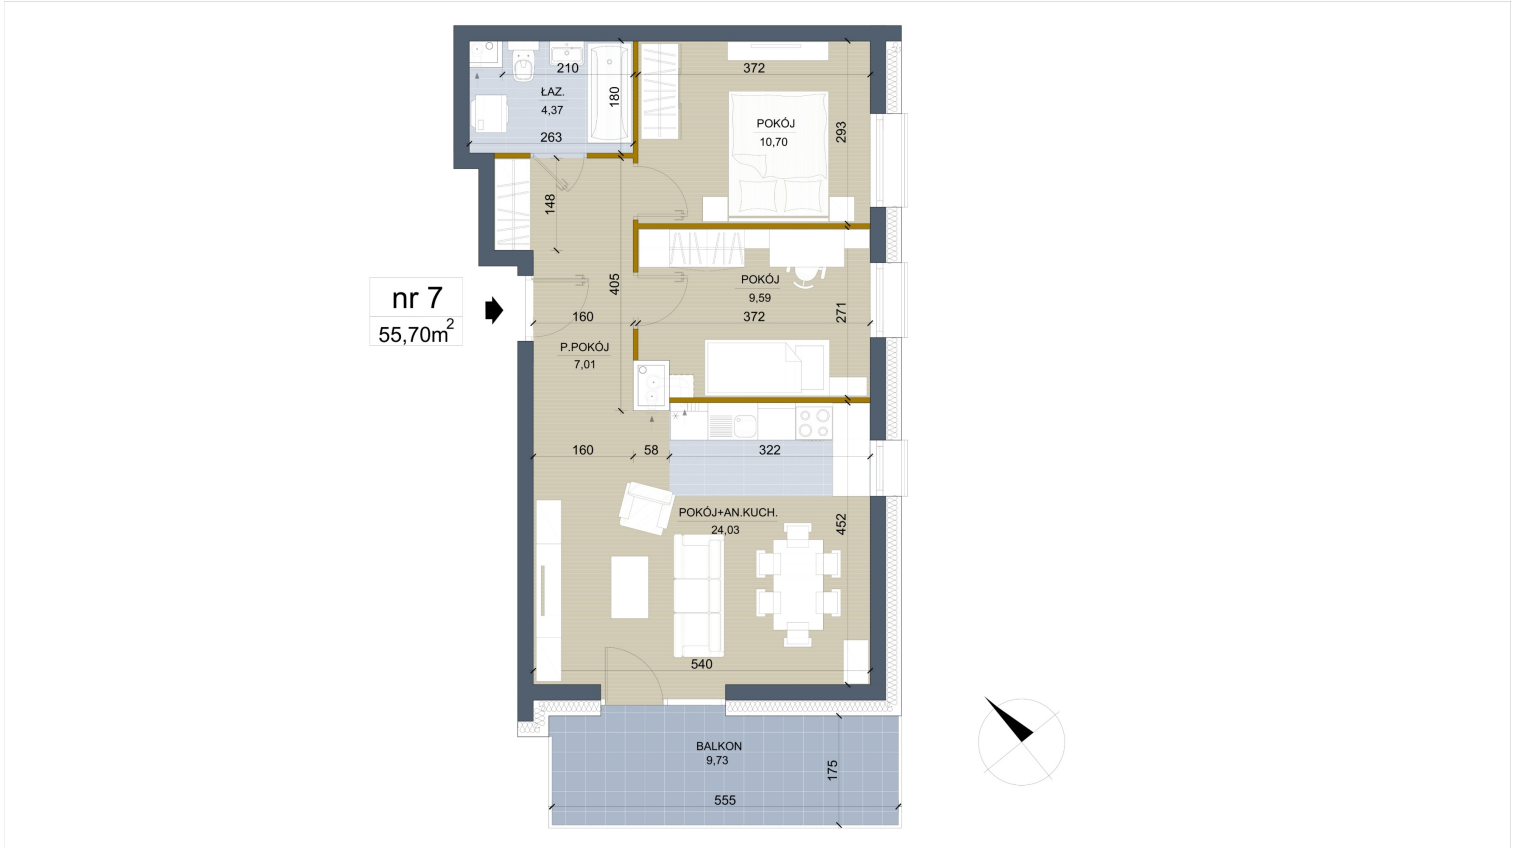 210
372
ŁAZ.
4,37
180
263
POKÓJ
10,70
293
148
405
POKÓJ
9,59
372
271
nr 7
55,70m²
160
P.POKÓJ
7,01
160
58
322
POKÓJ+AN.KUCH.
24,03
452
540
BALKON
9,73
175
555